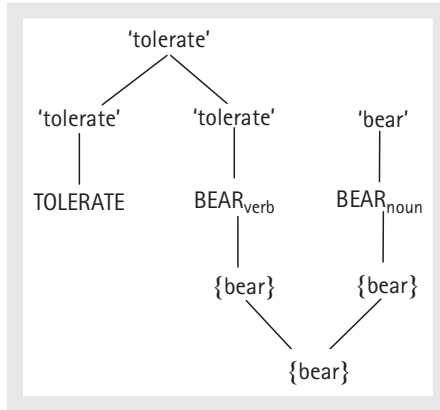 'tolerate'
'tolerate' 'tolerate' 'bear'
TOLERATE BEARverb BEARnoun
{bear} {bear}
{bear}